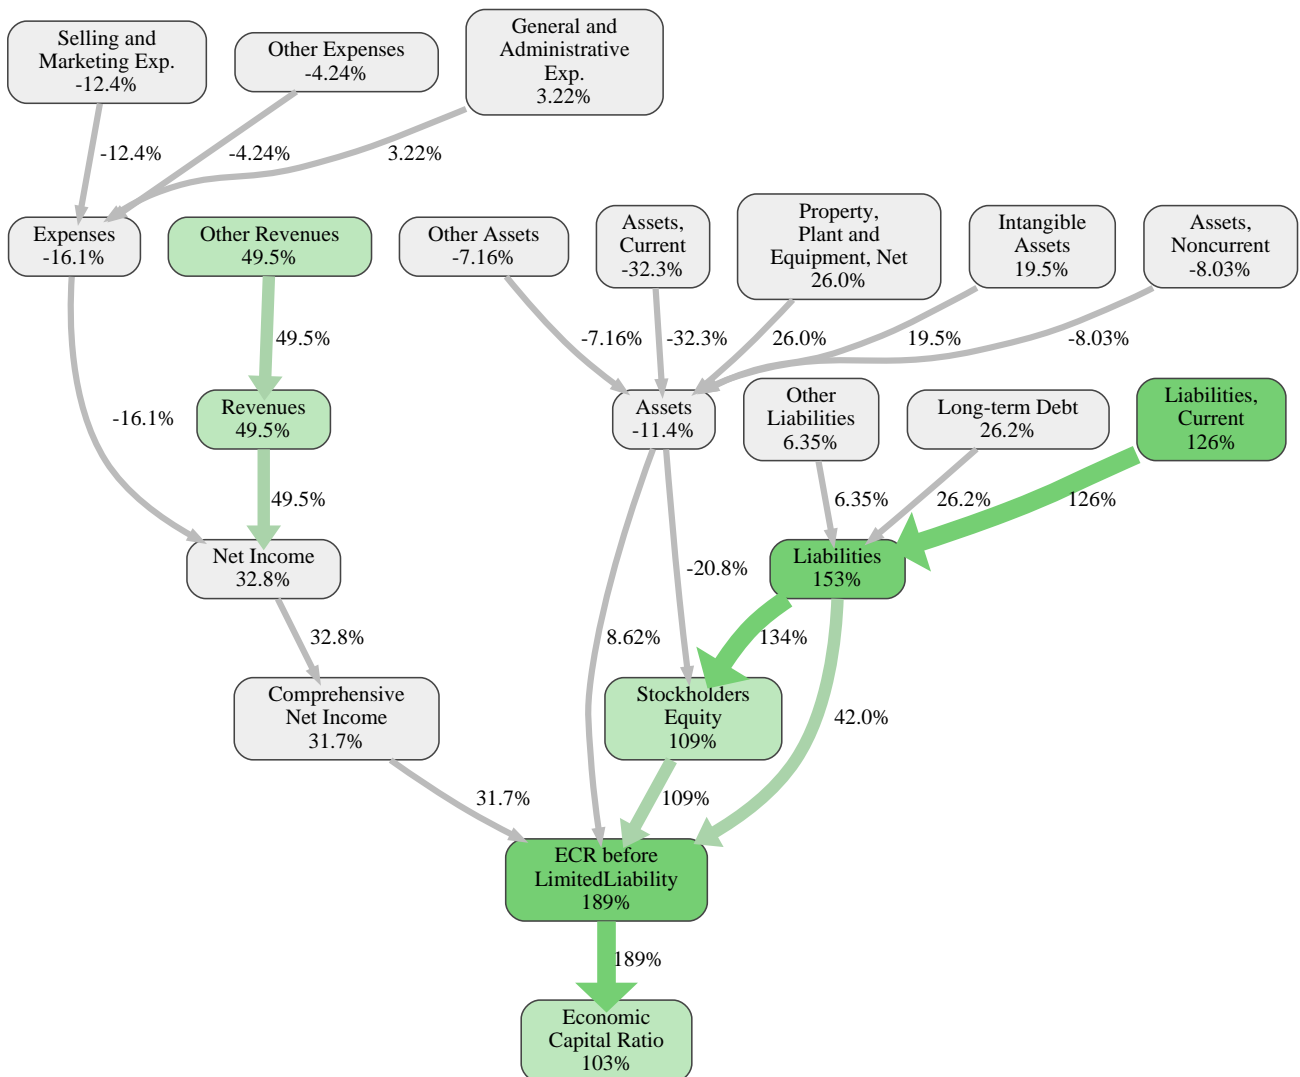 Selling and
Marketing Exp.
-12.4%
Other Expenses
-4.24%
General and
Administrative
Exp.
3.22%
-12.4%
-4.24%
3.22%
Expenses
-16.1%
Other Revenues
49.5%
Other Assets
-7.16%
Assets,
Current
-32.3%
Property,
Plant and
Equipment, Net
26.0%
Intangible
Assets
19.5%
Assets,
Noncurrent
-8.03%
49.5%
-7.16%
-32.3%
26.0%
19.5%
-8.03%
-16.1%
Revenues
49.5%
Assets
-11.4%
Other
Liabilities
6.35%
Long-term Debt
26.2%
Liabilities,
Current
126%
49.5%
6.35%
26.2%
126%
Net Income
32.8%
-20.8%
Liabilities
153%
32.8%
8.62%
134%
Comprehensive
Net Income
31.7%
Stockholders
Equity
109%
42.0%
31.7%
109%
ECR before
LimitedLiability
189%
189%
Economic
Capital Ratio
103%